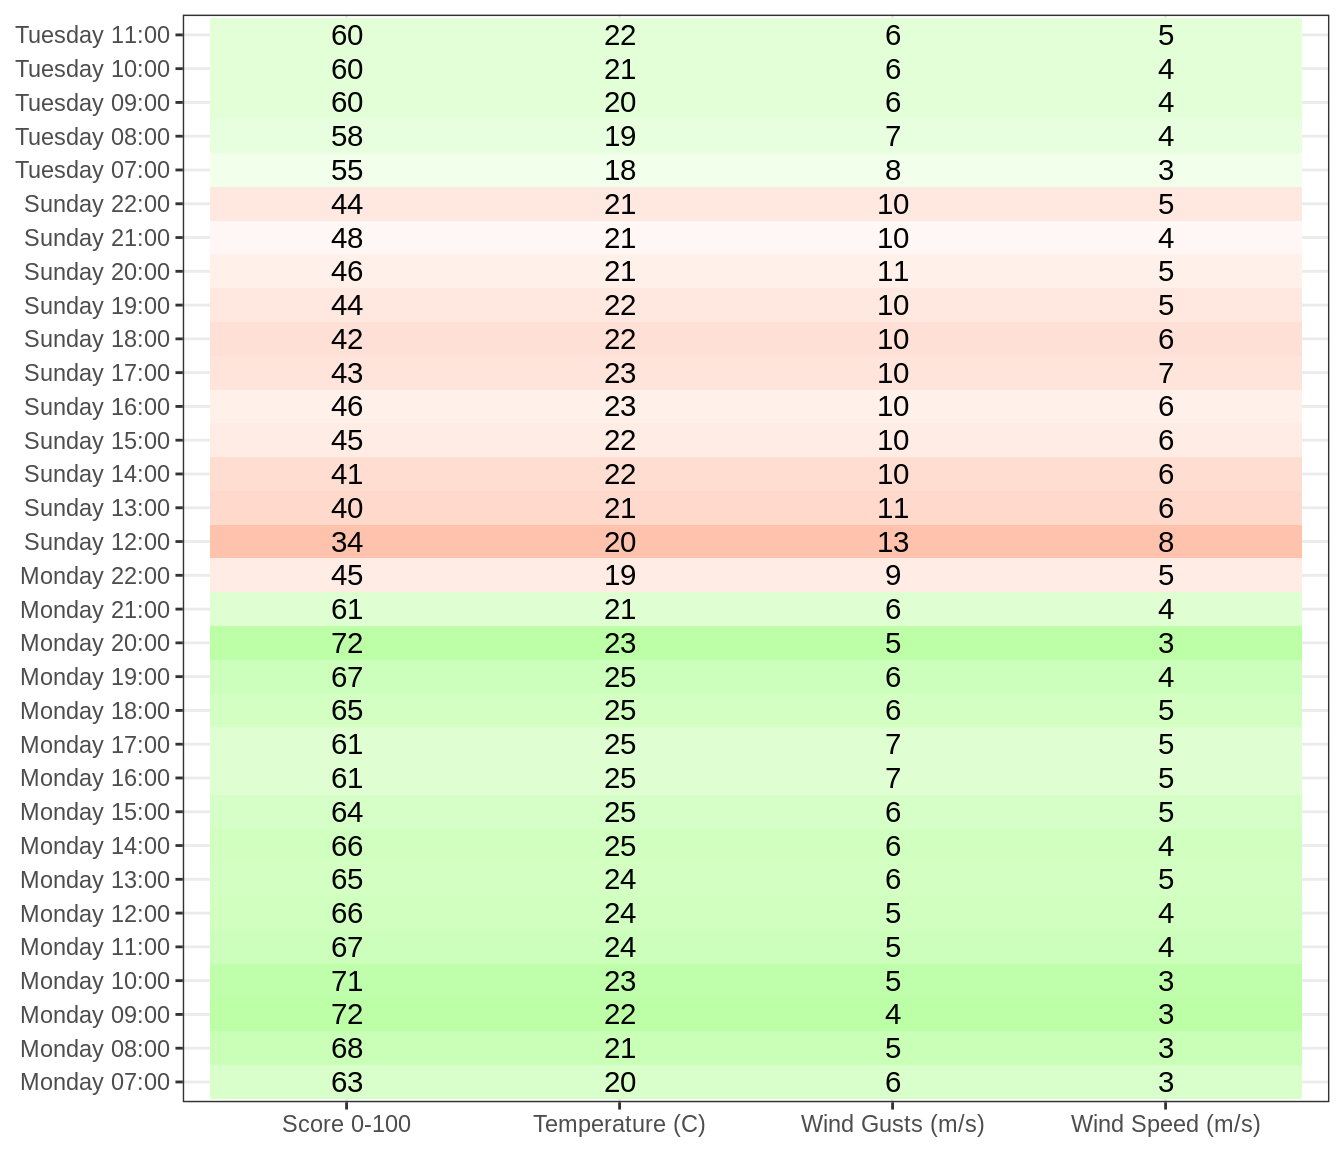 Tuesday 11:00 60 22 6 5
Tuesday 10:00 60 21 6 4
Tuesday 09:00 60 20 6 4
Tuesday 08:00 58 19 7 4
Tuesday 07:00 55 18 8 3
Sunday 22:00 44 21 10 5
Sunday 21:00 48 21 10 4
Sunday 20:00 46 21 11 5
Sunday 19:00 44 22 10 5
Sunday 18:00 42 22 10 6
Sunday 17:00 43 23 10 7
Sunday 16:00 46 23 10 6
Sunday 15:00 45 22 10 6
Sunday 14:00 41 22 10 6
Sunday 13:00 40 21 11 6
Sunday 12:00 34 20 13 8
Monday 22:00 45 19 9 5
Monday 21:00 61 21 6 4
Monday 20:00 72 23 5 3
Monday 19:00 67 25 6 4
Monday 18:00 65 25 6 5
Monday 17:00 61 25 7 5
Monday 16:00 61 25 7 5
Monday 15:00 64 25 6 5
Monday 14:00 66 25 6 4
Monday 13:00 65 24 6 5
Monday 12:00 66 24 5 4
Monday 11:00 67 24 5 4
Monday 10:00 71 23 5 3
Monday 09:00 72 22 4 3
Monday 08:00 68 21 5 3
Monday 07:00 63 20 6 3
Score 0-100 Temperature (C) Wind Gusts (m/s) Wind Speed (m/s)